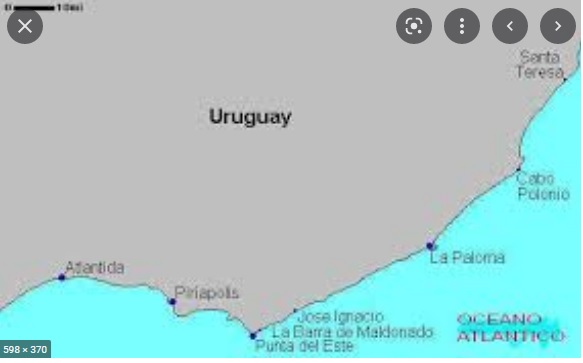 0 10mi
Santa
Teresa
Uruguay
Cabo
Polonio
La Paloma
Atlantida
Piriapolis
Jose Ignacio
La Barra de Maldonado
Punta del Este
OCEANO
ATLANTICO
598 × 370